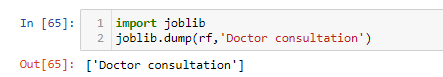 In [65]: 1 import joblib
2 joblib.dump(rf,'Doctor consultation')
Out[65]: ['Doctor consultation']